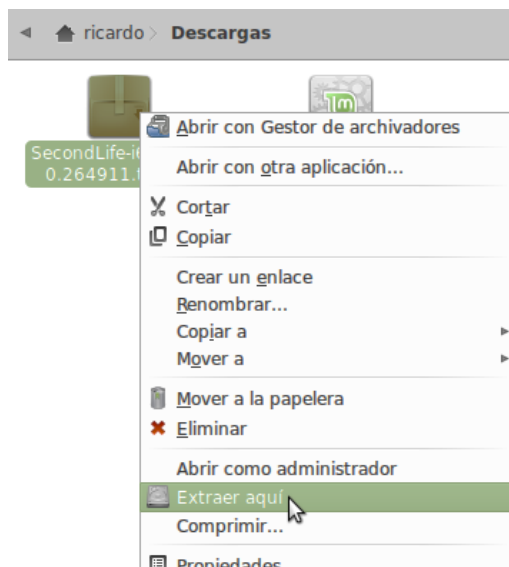 ricardo Descargas
SecondLife-i6
0.264911.t
Abrir con Gestor de archivadores
Abrir con otra aplicación...
Cortar
Copiar
Crear un enlace
Renombrar...
Copiar a
Mover a
Mover a la papelera
Eliminar
Abrir como administrador
Extraer aquí
Comprimir...
Propiedades